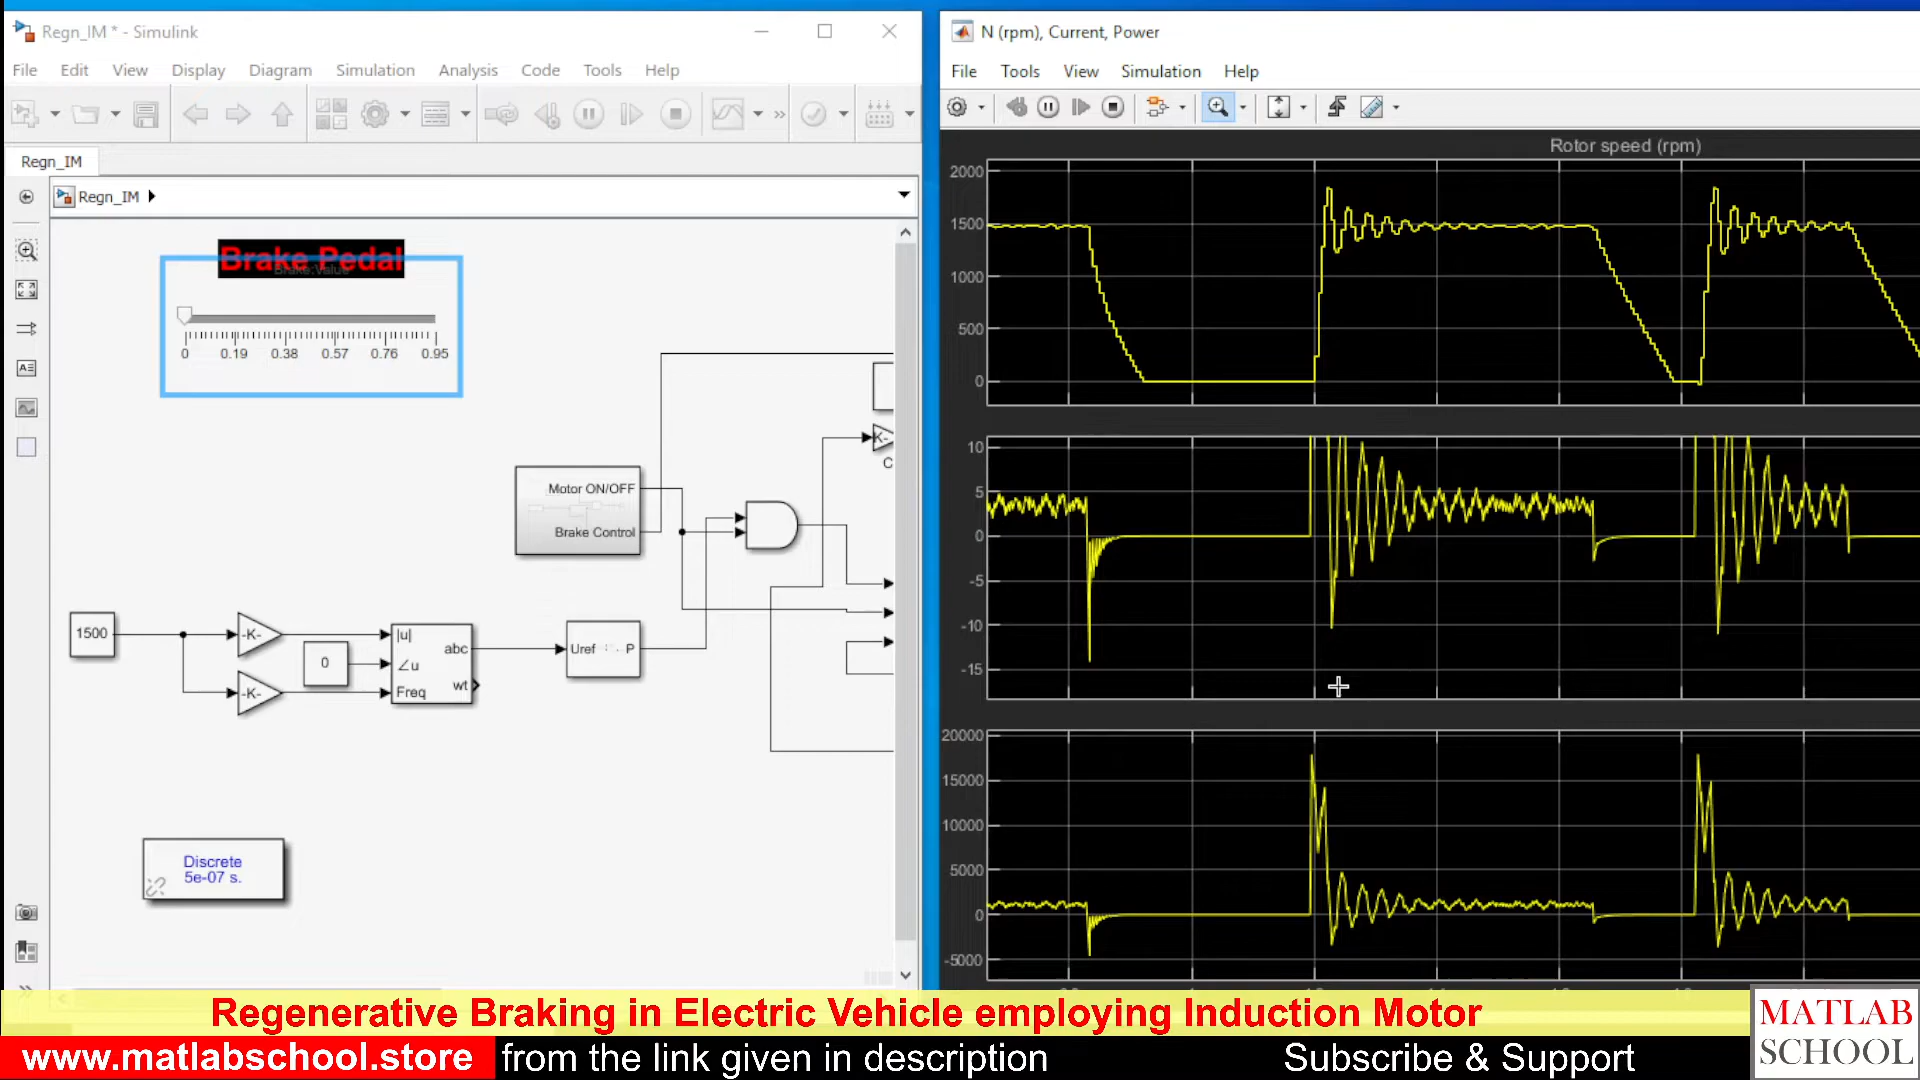 Regn_IM * - Simulink
File Edit View Display Diagram Simulation Analysis Code Tools Help
Regn_IM
Regn_IM
Brake Pedal
Brake:Value
0 0.19 0.38 0.57 0.76 0.95
Motor ON/OFF
Brake Control
K-
C
1500
-K-
-K-
0
|u|
∠u
Freq
abc
wt
Uref P
Discrete
5e-07 s.
N (rpm), Current, Power
File Tools View Simulation Help
Rotor speed (rpm)
2000
1500
1000
500
0
10
5
0
-5
-10
-15
20000
15000
10000
5000
0
-5000
Regenerative Braking in Electric Vehicle employing Induction Motor
www.matlabschool.store from the link given in description Subscribe & Support
MATLAB
SCHOOL